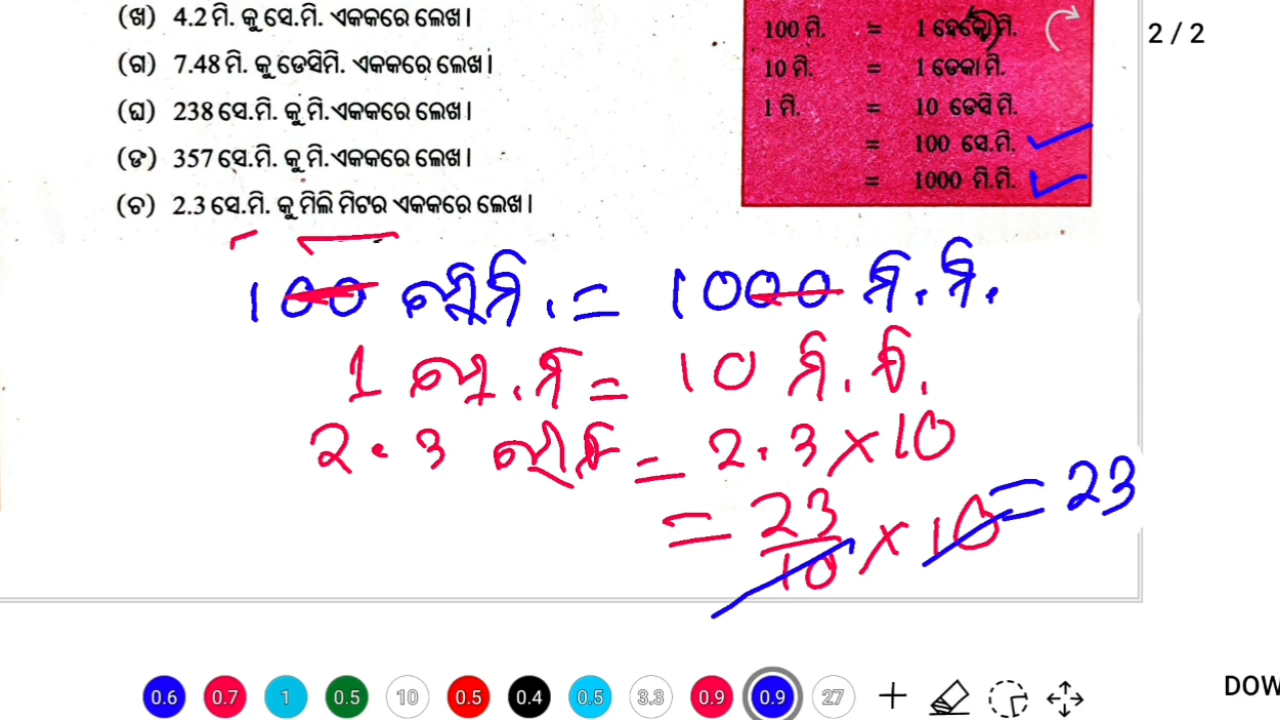 (ଖ) 4.2 ମି. କୁ ସେ.ମି. ଏକକରେ ଲେଖ।
(ଗ) 7.48 ମି. କୁ ଡେସିମି. ଏକକରେ ଲେଖ।
(ଘ) 238 ସେ.ମି. କୁ ମି. ଏକକରେ ଲେଖ।
(ଙ) 357 ସେ.ମି. କୁ ମି. ଏକକରେ ଲେଖ।
(ଚ) 2.3 ସେ.ମି. କୁ ମିଲି ମିଟର ଏକକରେ ଲେଖ।
100 ମି. = 1 ହେକ୍ଟୋମି.
10 ମି. = 1 ଡେକା ମି.
1 ମି. = 10 ଡେସି ମି.
= 100 ସେ.ମି.
= 1000 ମି.ମି.
2 / 2
100 ସେମି. = 1000 ମି.ମି.
1 ସେ.ମି = 10 ମି.ମି.
2.3 ସେମି = 2.3 × 10
= 23/10 × 10 = 23
0.6 0.7 1 0.5 10 0.5 0.4 0.5 3.3 0.9 0.9 27
DOW